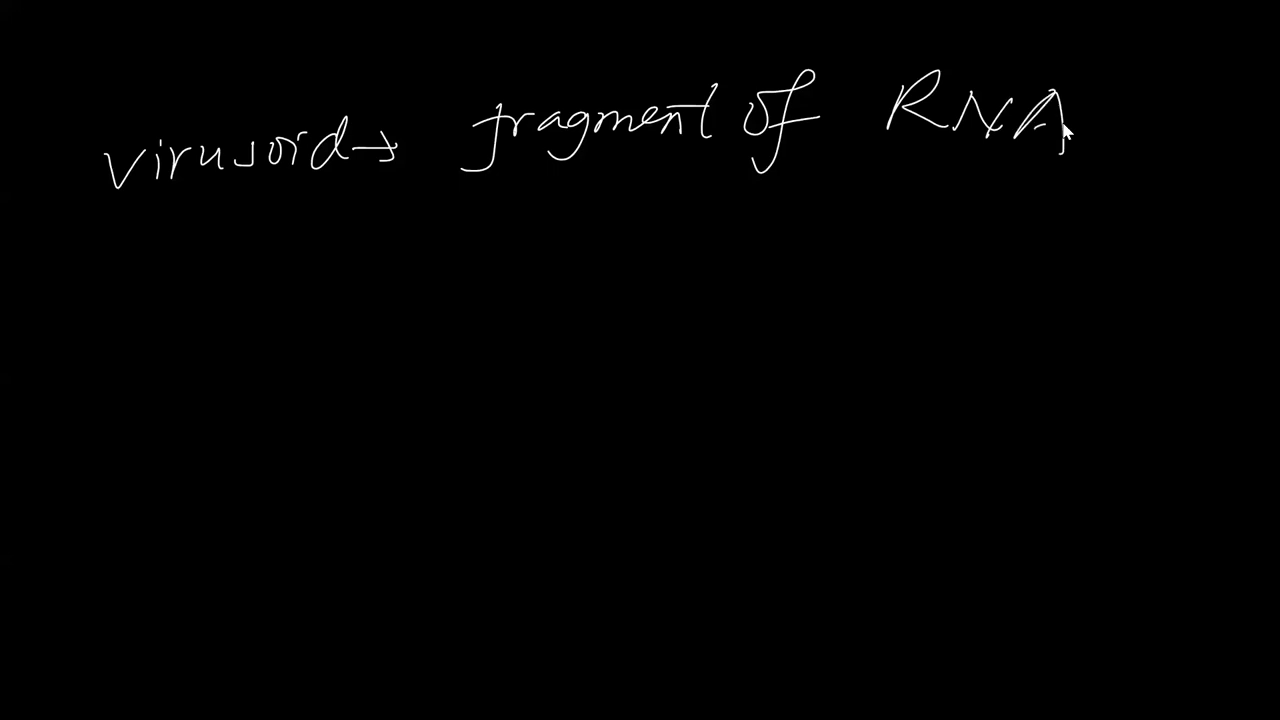 virusoid → fragment of RNA